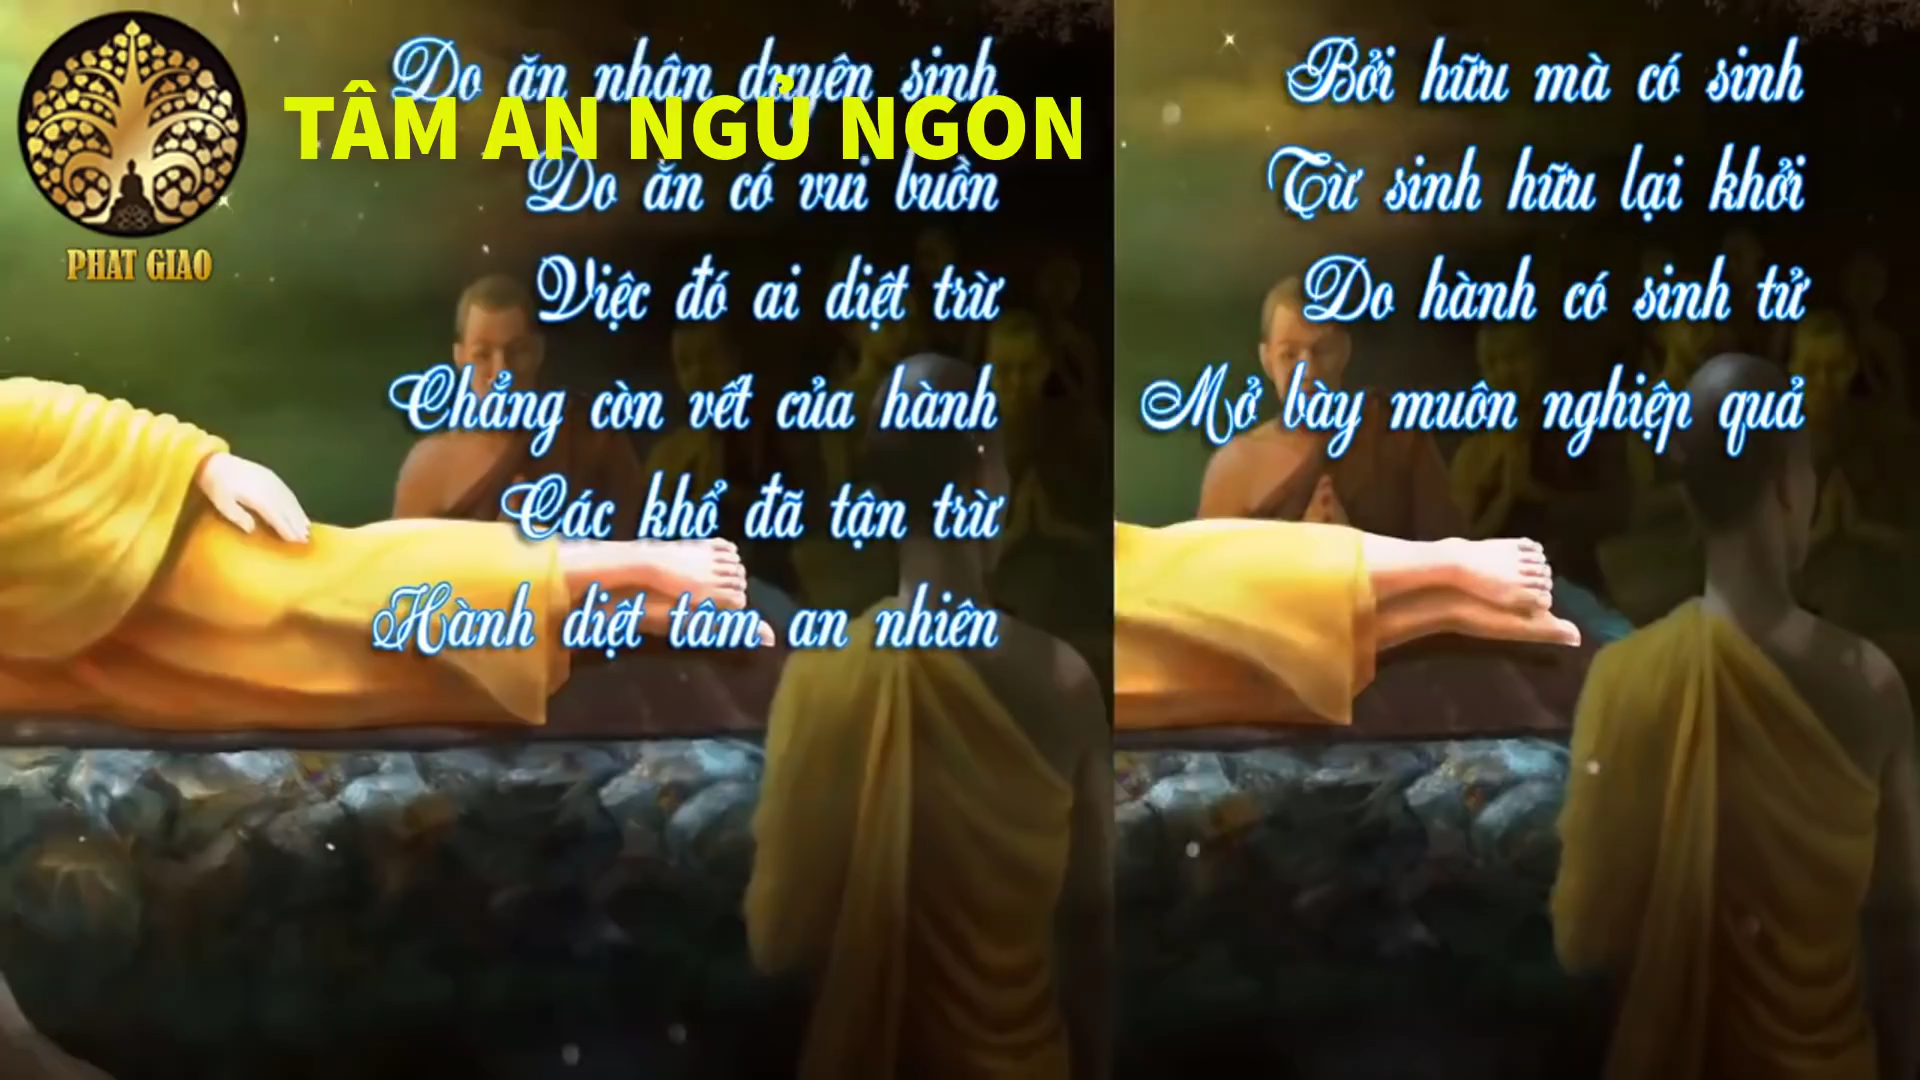 PHAT GIAO
TÂM AN NGỦ NGON
Do ăn nhân duyên sinh
Do ăn có vui buồn
Việc đó ai diệt trừ
Chẳng còn vết của hành
Các khổ đã tận trừ
Hành diệt tâm an nhiên
Bởi hữu mà có sinh
Từ sinh hữu lại khởi
Do hành có sinh tử
Mở bày muôn nghiệp quả